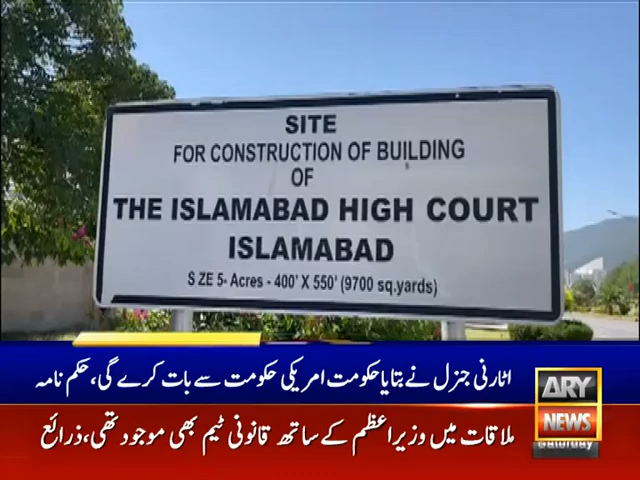 SITE
FOR CONSTRUCTION OF BUILDING
OF
THE ISLAMABAD HIGH COURT
ISLAMABAD
S ZE 5- Acres - 400' X 550' (9700 sq.yards)
اٹارنی جنرل نے بتایا حکومت امریکی حکومت سے بات کرے گی، حکم نامہ
ملاقات میں وزیراعظم کے ساتھ قانونی ٹیم بھی موجود تھی، ذرائع
ARY
NEWS
Saturday